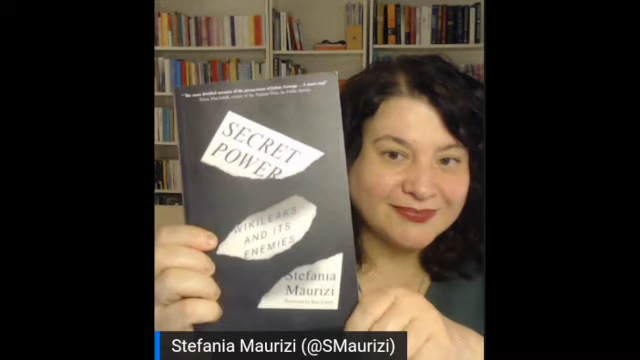 SECRET
POWER
WIKILEAKS
AND ITS
ENEMIES
Stefania
Maurizi
Stefania Maurizi (@SMaurizi)